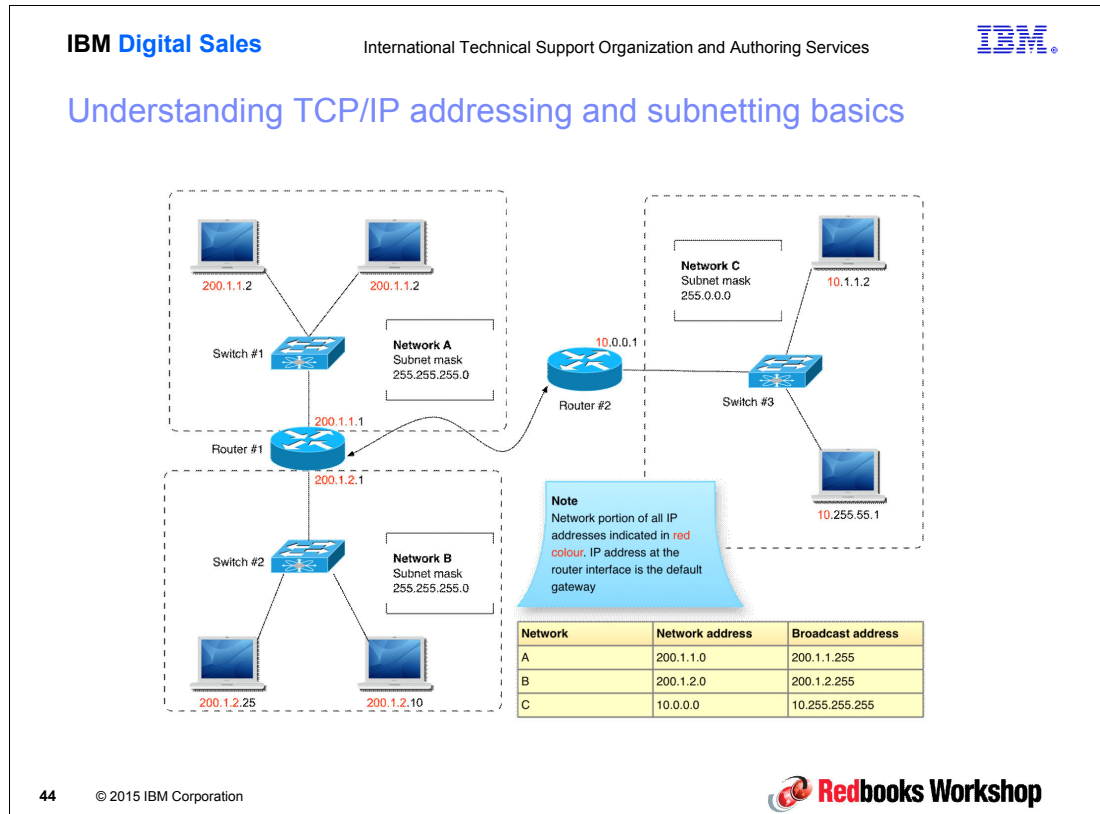 IBM Digital Sales
International Technical Support Organization and Authoring Services
IBM®
Understanding TCP/IP addressing and subnetting basics
200.1.1.2
200.1.1.2
Switch #1
Network A
Subnet mask
255.255.255.0
200.1.1.1
Router #1
200.1.2.1
Switch #2
Network B
Subnet mask
255.255.255.0
200.1.2.25
200.1.2.10
10.0.0.1
Router #2
Network C
Subnet mask
255.0.0.0
10.1.1.2
Switch #3
10.255.55.1
Note
Network portion of all IP
addresses indicated in red
colour. IP address at the
router interface is the default
gateway
Network Network address Broadcast address
A 200.1.1.0 200.1.1.255
B 200.1.2.0 200.1.2.255
C 10.0.0.0 10.255.255.255
44 © 2015 IBM Corporation
Redbooks Workshop